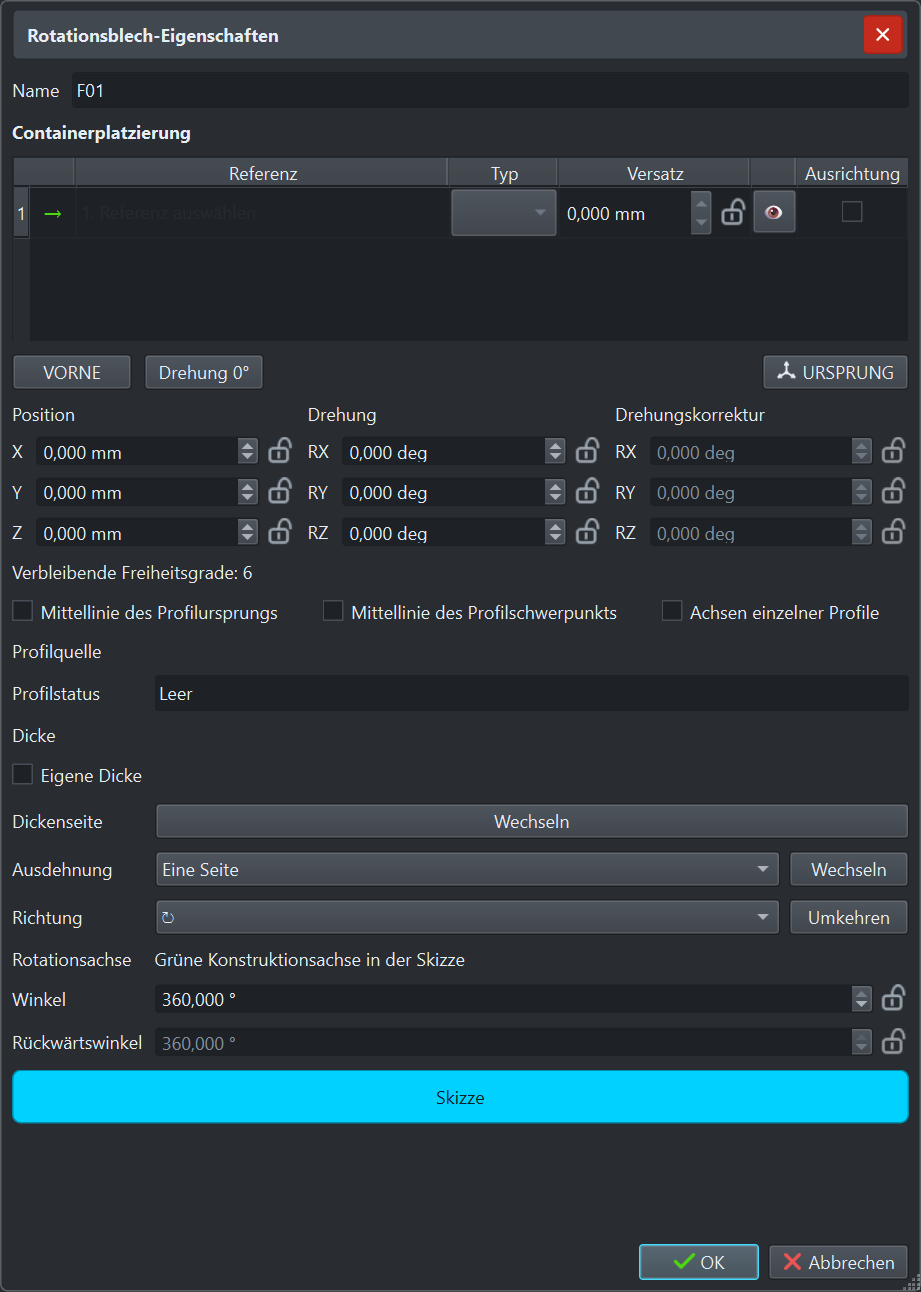 Rotationsblech-Eigenschaften
Name F01
Containerplatzierung
Referenz Typ Versatz Ausrichtung
1 → 1. Referenz auswählen 0,000 mm
VORNE Drehung 0° URSPRUNG
Position Drehung Drehungskorrektur
X 0,000 mm RX 0,000 deg RX 0,000 deg
Y 0,000 mm RY 0,000 deg RY 0,000 deg
Z 0,000 mm RZ 0,000 deg RZ 0,000 deg
Verbleibende Freiheitsgrade: 6
Mittellinie des Profilursprungs Mittellinie des Profilschwerpunkts Achsen einzelner Profile
Profilquelle
Profilstatus Leer
Dicke
Eigene Dicke
Dickenseite Wechseln
Ausdehnung Eine Seite Wechseln
Richtung ↻ Umkehren
Rotationsachse Grüne Konstruktionsachse in der Skizze
Winkel 360,000 °
Rückwärtswinkel 360,000 °
Skizze
OK Abbrechen